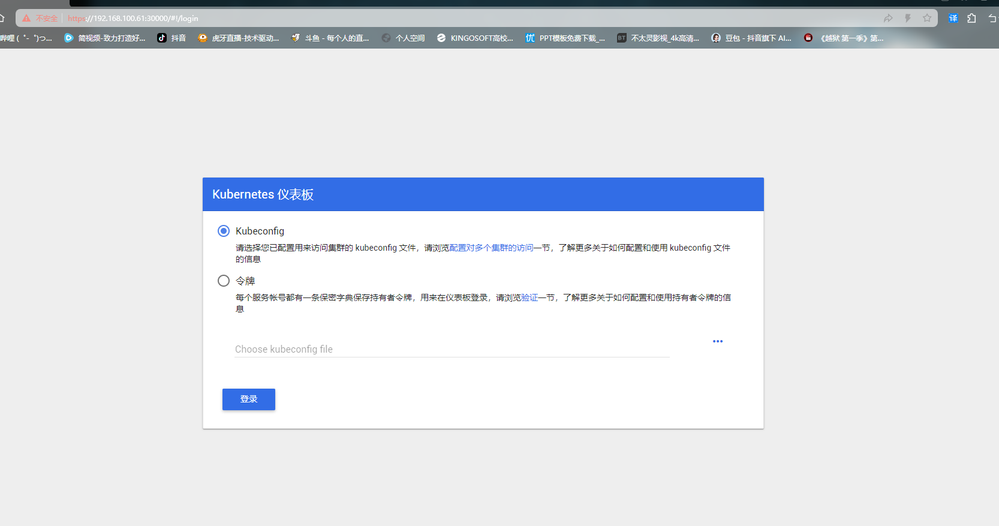 不安全 https://192.168.100.61:30000/#!/login
译
哔哩 ( ゜- ゜)つ... 简视频-致力打造好... 抖音 虎牙直播-技术驱动... 斗鱼 - 每个人的直... 个人空间 KINGOSOFT高校... 优 PPT模板免费下载_... BT 不太灵影视_4k高清... 豆包 - 抖音旗下 AI... 《越狱 第一季》第...
Kubernetes 仪表板
Kubeconfig
请选择您已配置用来访问集群的 kubeconfig 文件，请浏览配置对多个集群的访问一节，了解更多关于如何配置和使用 kubeconfig 文件
的信息
令牌
每个服务帐号都有一条保密字典保存持有者令牌，用来在仪表板登录，请浏览验证一节，了解更多关于如何配置和使用持有者令牌的信
息
Choose kubeconfig file
登录